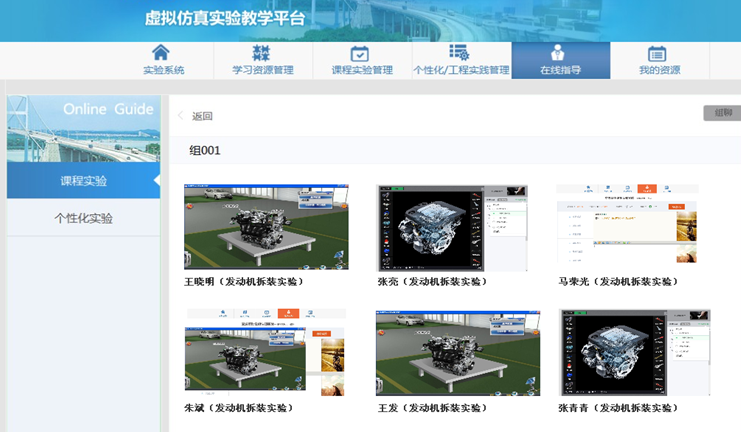 虚拟仿真实验教学平台
实验系统
学习资源管理
课程实验管理
个性化/工程实践管理
在线指导
我的资源
Online Guide
返回
组聊
组001
课程实验
个性化实验
王晓明（发动机拆装实验）
张亮（发动机拆装实验）
马荣光（发动机拆装实验）
朱斌（发动机拆装实验）
王发（发动机拆装实验）
张青青（发动机拆装实验）